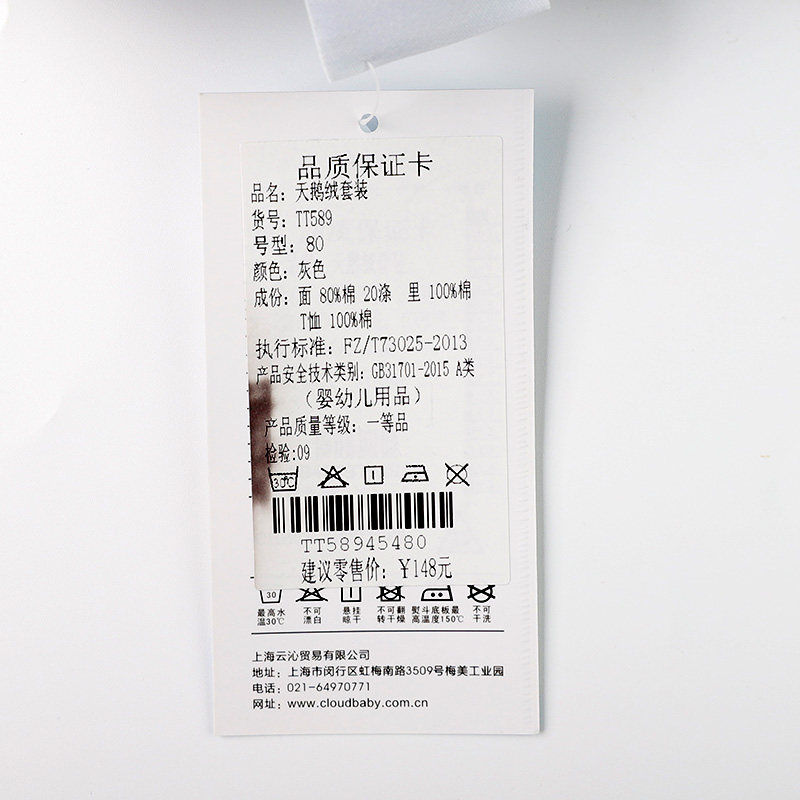 品质保证卡
品名：天鹅绒套装
货号：TT589
号型：80
颜色：灰色
成份：面 80%棉 20涤 里 100%棉
T恤 100%棉
执行标准：FZ/T73025-2013
产品安全技术类别：GB31701-2015 A类
（婴幼儿用品）
产品质量等级：一等品
检验:09
30℃
TT58945480
建议零售价：￥148元
30
最高水温30℃ 不可漂白 悬挂晾干 不可翻转干燥 熨斗底板最高温度150℃ 不可干洗
上海云沁贸易有限公司
地址：上海市闵行区虹梅南路3509号梅美工业园
电话：021-64970771
网址：www.cloudbaby.com.cn